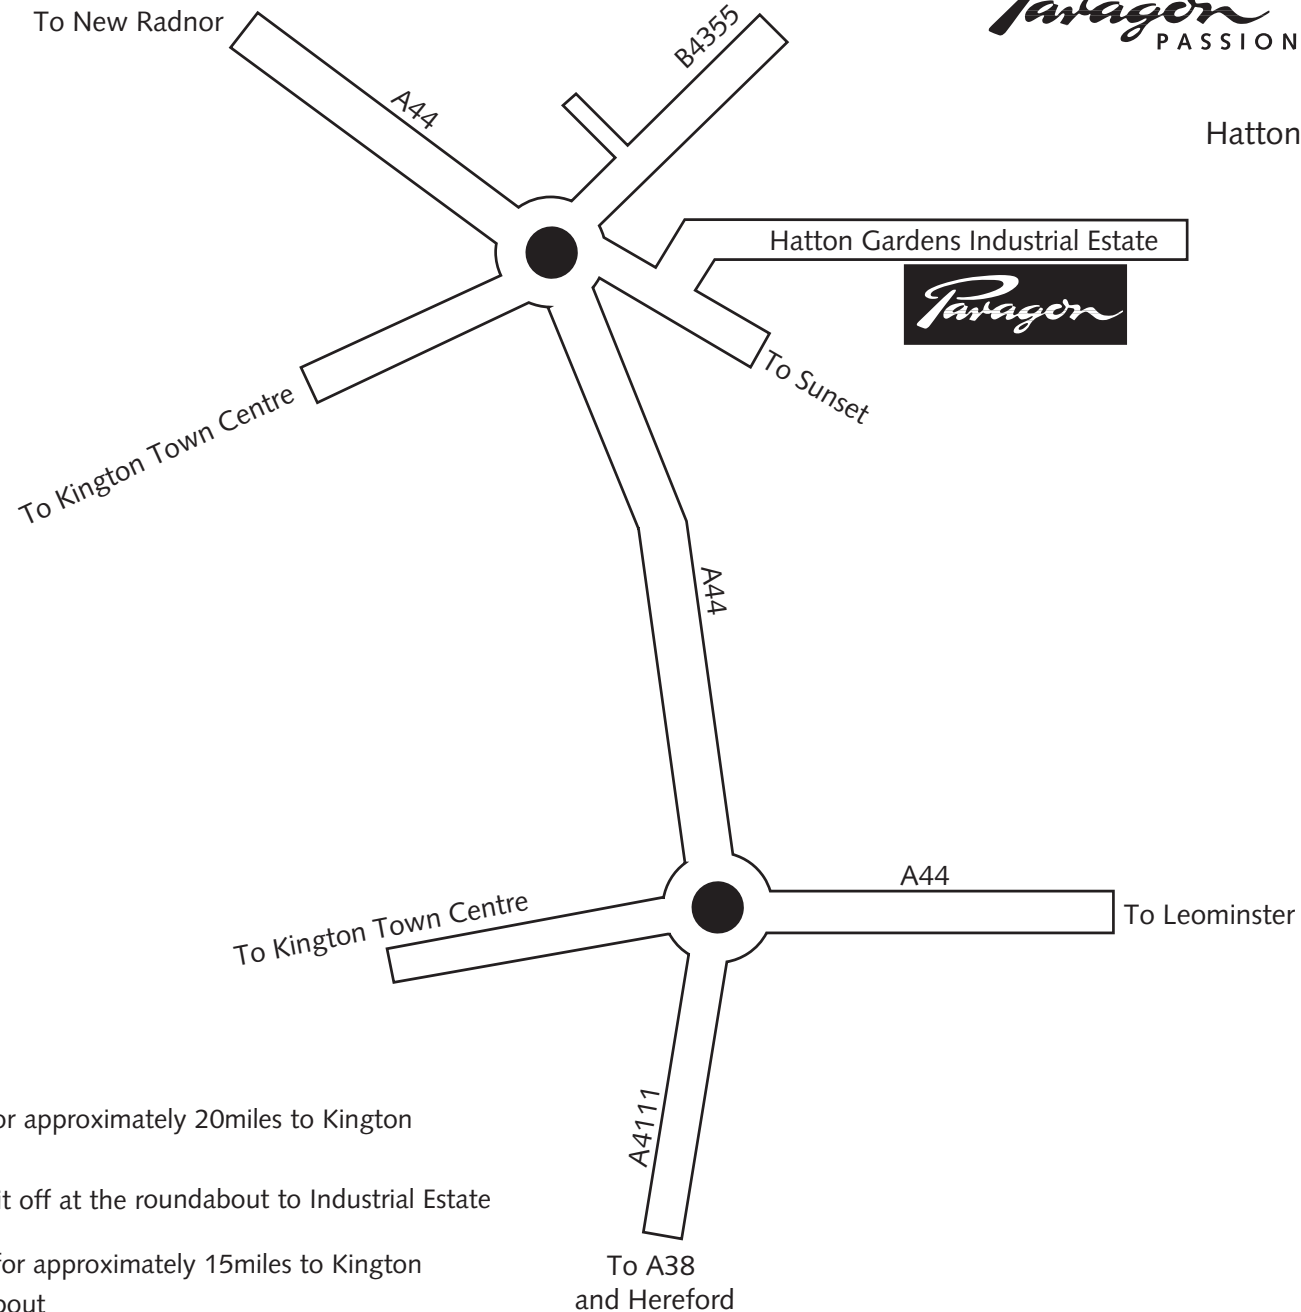 To New Radnor
A44
B4355
Paragon
PASSION
Hatton
Hatton Gardens Industrial Estate
Paragon
To Sunset
To Kington Town Centre
A44
A44
To Leominster
To Kington Town Centre
A4111
or approximately 20miles to Kington
it off at the roundabout to Industrial Estate
for approximately 15miles to Kington
bout
To A38
and Hereford